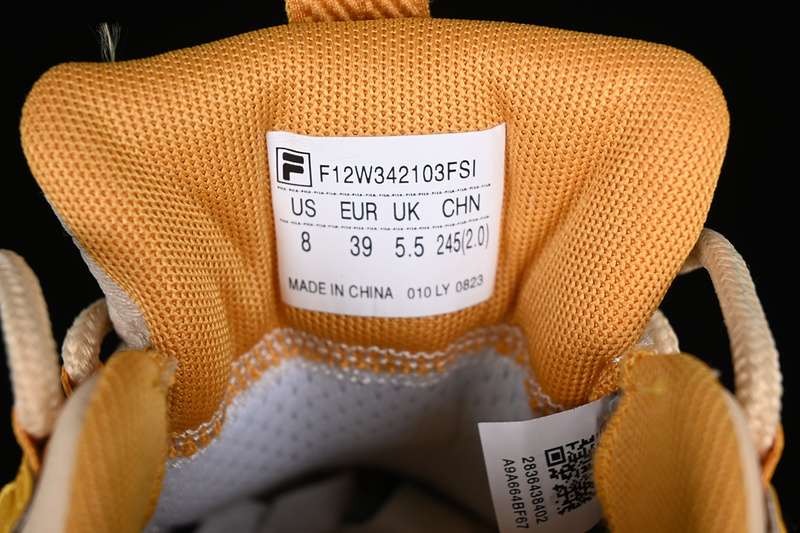 F12W342103FSI
US EUR UK CHN
8 39 5.5 245(2.0)
MADE IN CHINA 010 LY 0823
2836438402
A9A664BF67